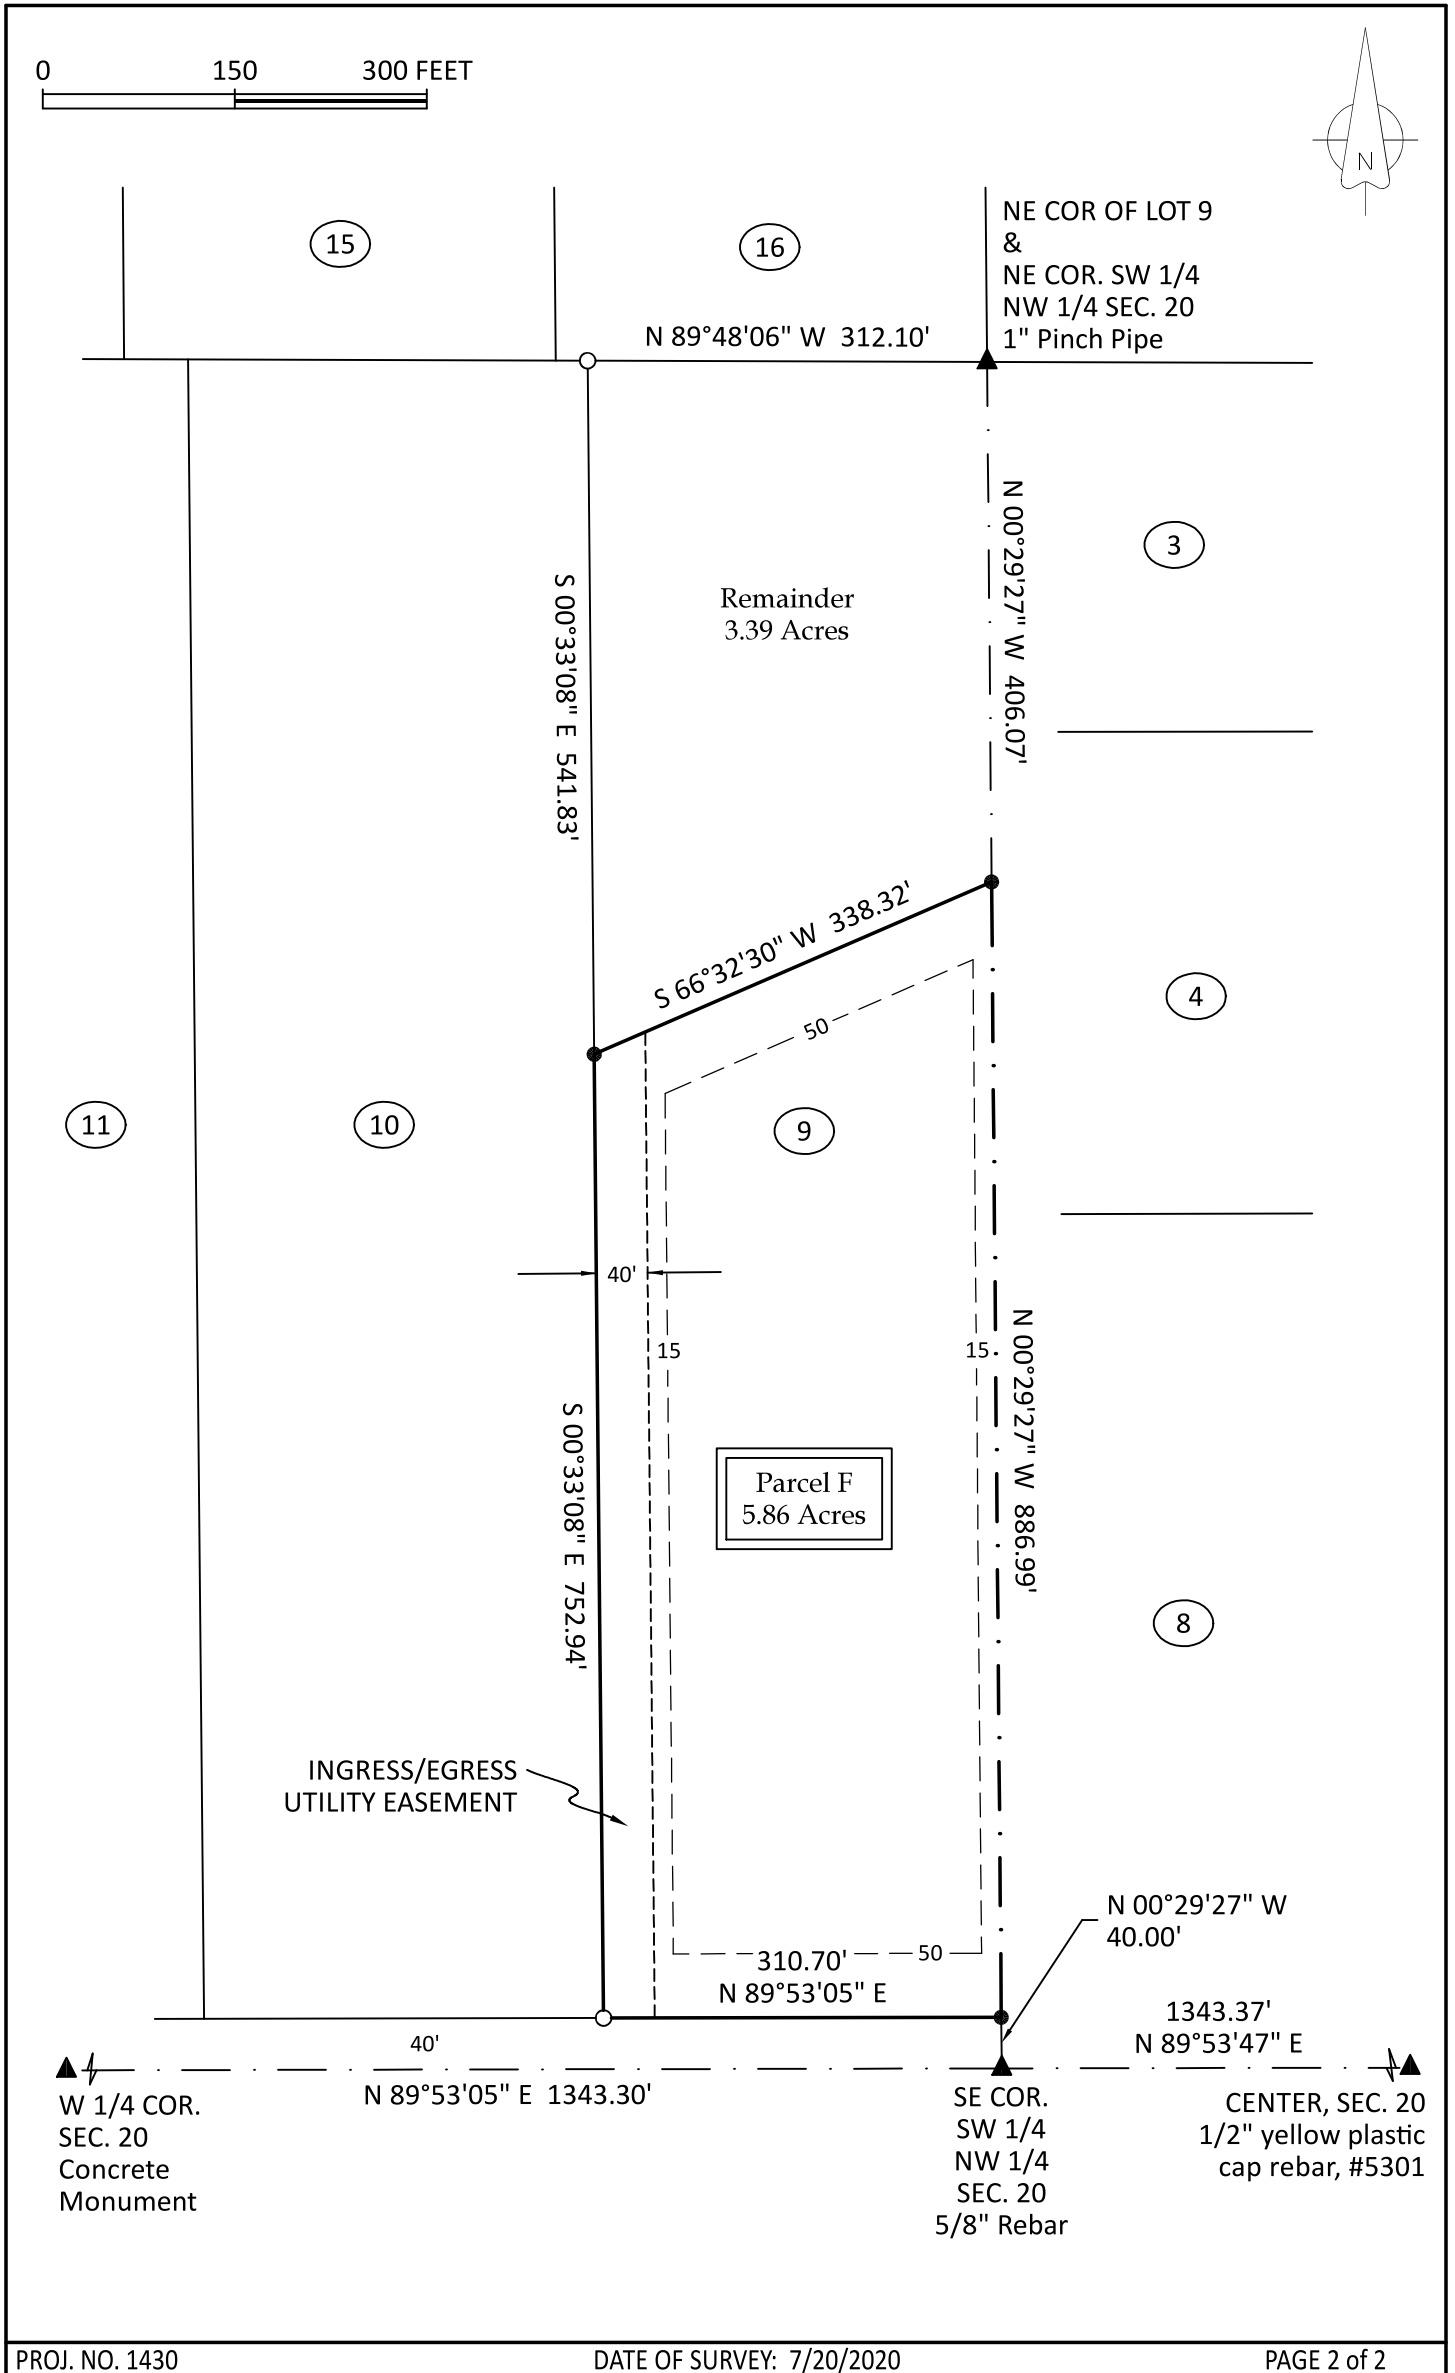 0 150 300 FEET
N
NE COR OF LOT 9
&
NE COR. SW 1/4
NW 1/4 SEC. 20
1" Pinch Pipe
15
16
N 89°48'06" W 312.10'
N 00°29'27" W 406.07'
3
S 00°33'08" E 541.83'
Remainder
3.39 Acres
S 66°32'30" W 338.32'
50
4
11
10
9
40'
15
15
N 00°29'27" W 886.99'
S 00°33'08" E 752.94'
Parcel F
5.86 Acres
8
INGRESS/EGRESS
UTILITY EASEMENT
N 00°29'27" W
40.00'
50
310.70'
N 89°53'05" E
1343.37'
N 89°53'47" E
40'
N 89°53'05" E 1343.30'
W 1/4 COR.
SEC. 20
Concrete
Monument
SE COR.
SW 1/4
NW 1/4
SEC. 20
5/8" Rebar
CENTER, SEC. 20
1/2" yellow plastic
cap rebar, #5301
PROJ. NO. 1430 DATE OF SURVEY: 7/20/2020 PAGE 2 of 2